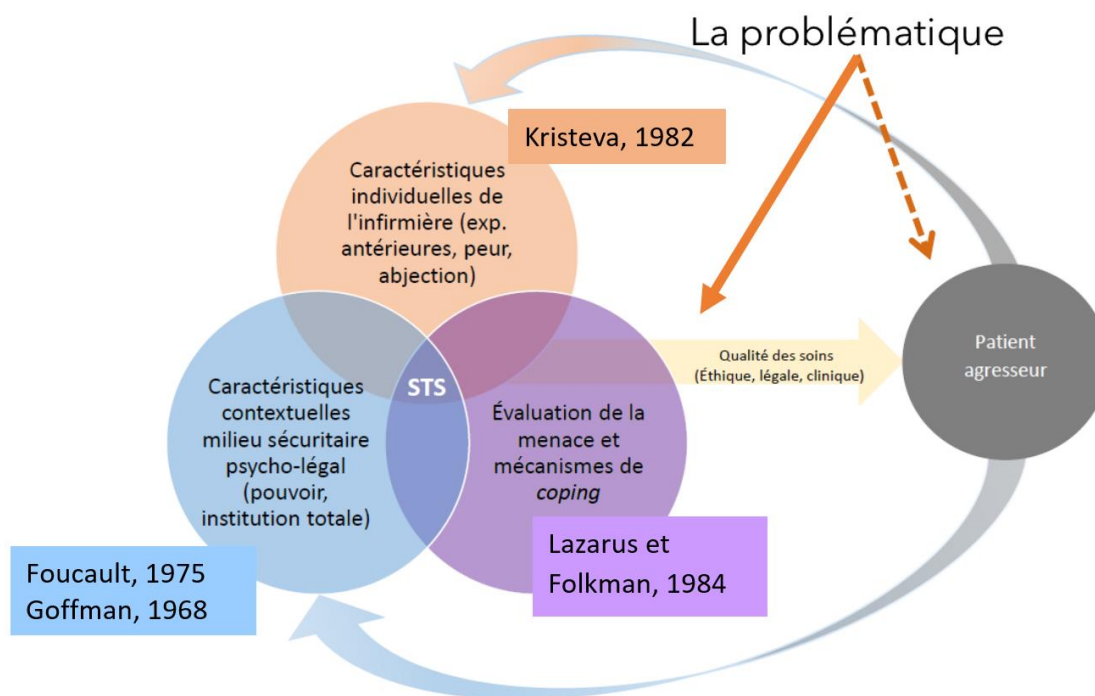 La problématique
Kristeva, 1982
Caractéristiques
individuelles de
l'infirmière (exp.
antérieures, peur,
abjection)
Qualité des soins
(Éthique, légale, clinique)
Patient
agresseur
STS
Caractéristiques
contextuelles
milieu sécuritaire
psycho-légal
(pouvoir,
institution totale)
Évaluation de la
menace et
mécanismes de
coping
Foucault, 1975
Goffman, 1968
Lazarus et
Folkman, 1984